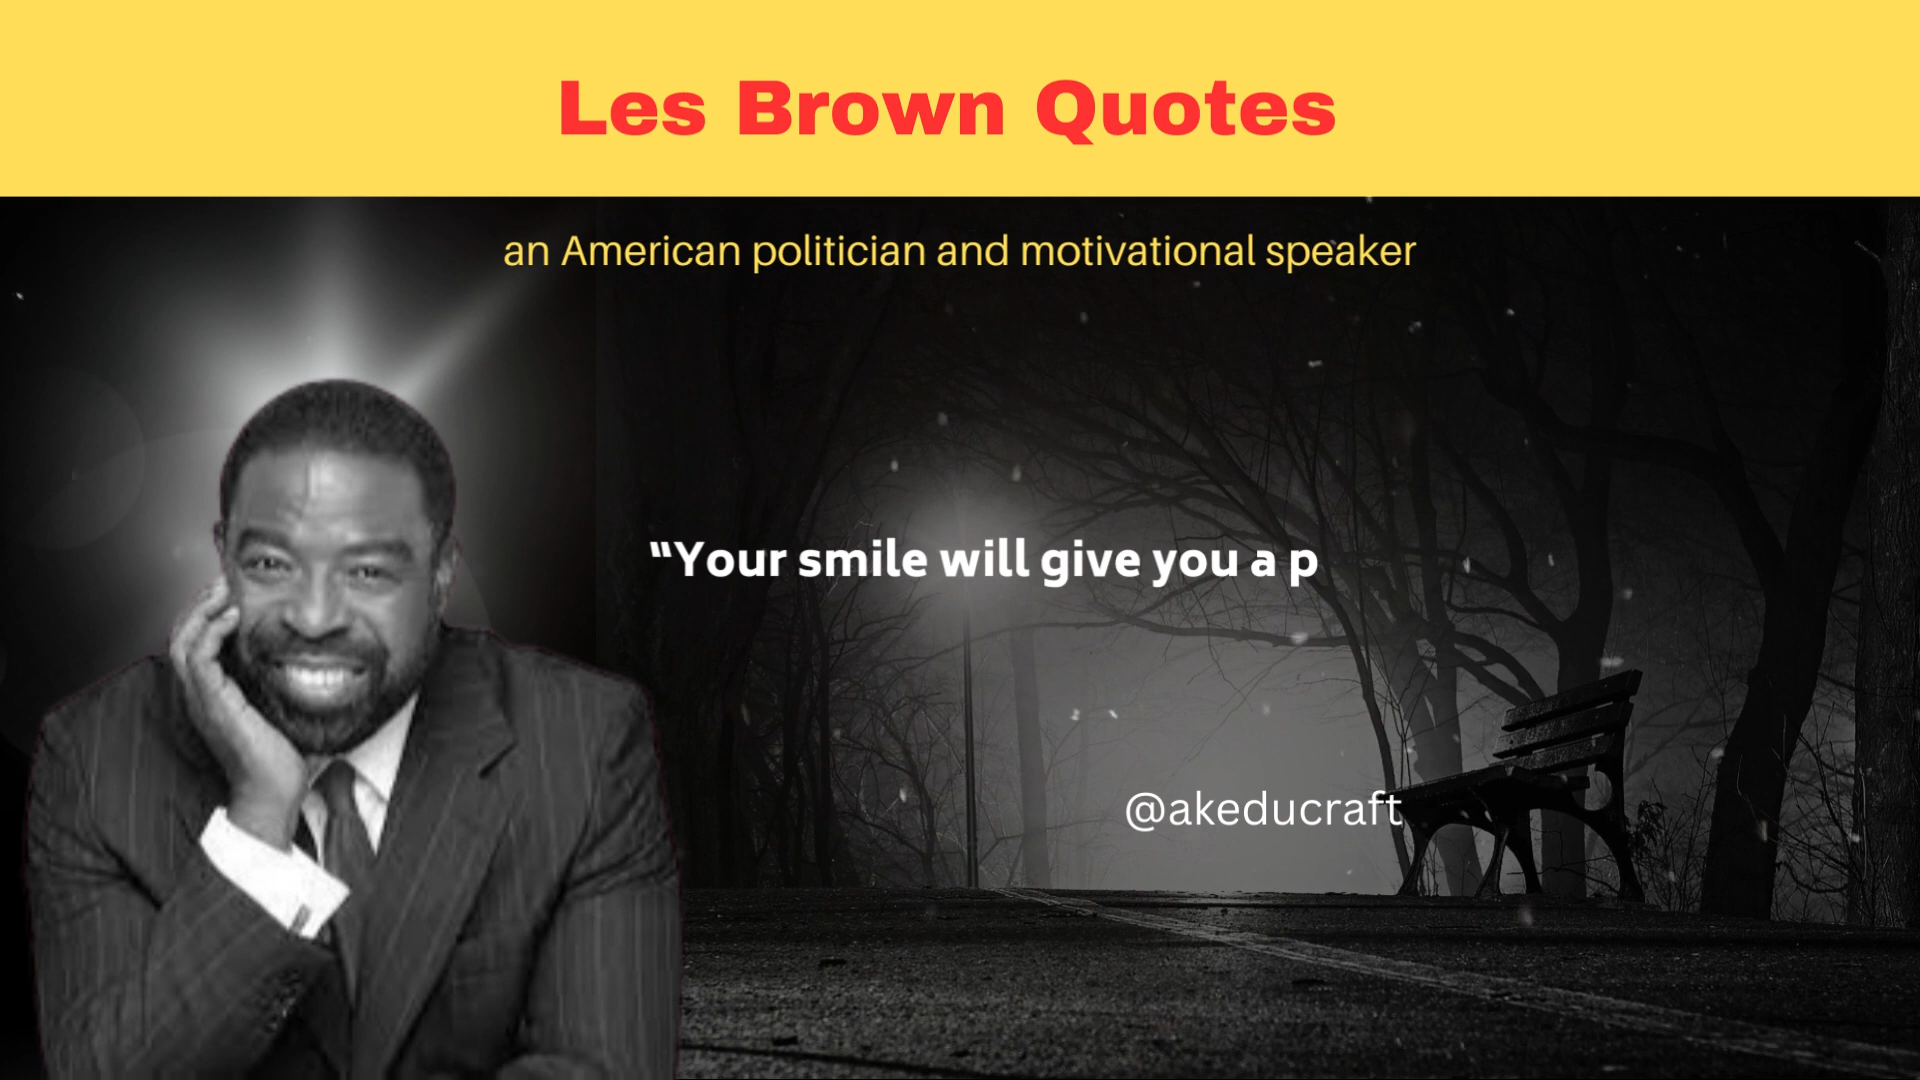 Les Brown Quotes
an American politician and motivational speaker
“Your smile will give you a p
@akeducraft